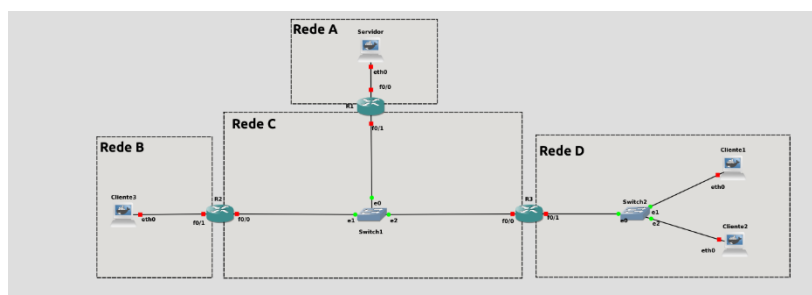 Rede A
Servidor
eth0
f0/0
R1
f0/1
Rede C
Rede B
Cliente3
eth0
f0/1
R2
f0/0
e0
e1
e2
Switch1
Rede D
R3
f0/0
f0/1
Switch2
e0
e1
e2
Cliente1
eth0
Cliente2
eth0